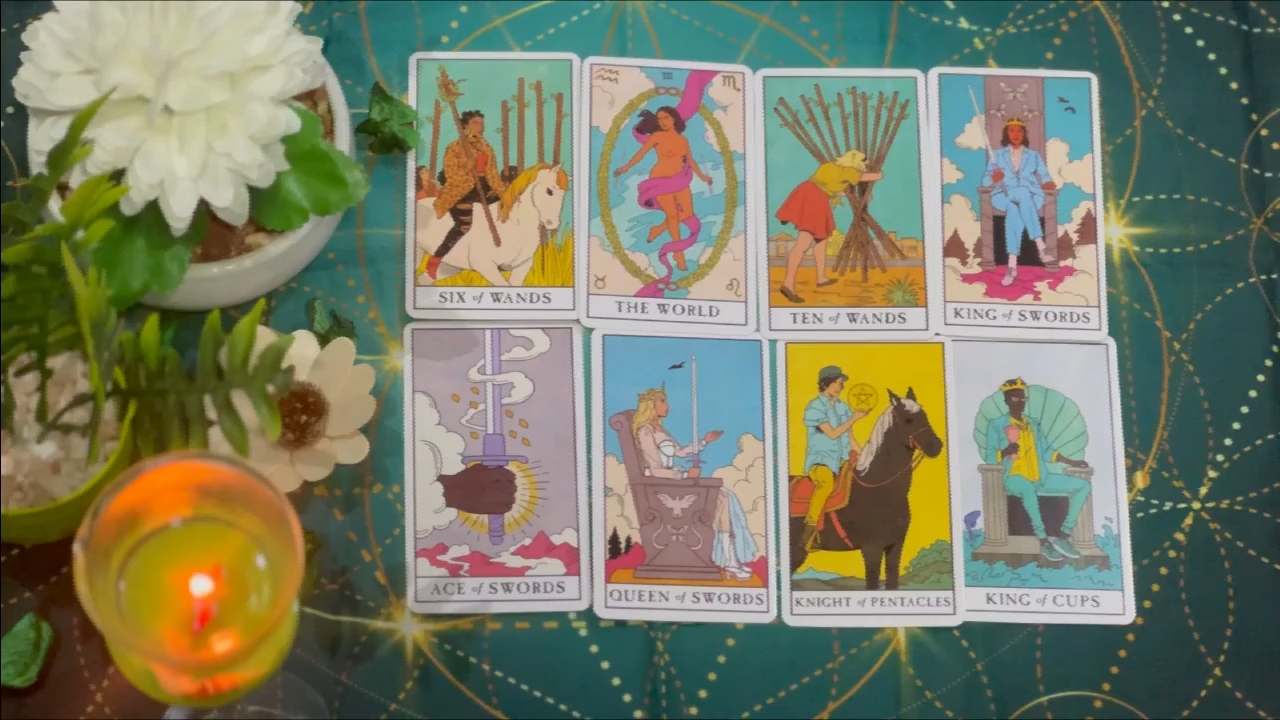 SIX of WANDS
THE WORLD
TEN of WANDS
KING of SWORDS
ACE of SWORDS
QUEEN of SWORDS
KNIGHT of PENTACLES
KING of CUPS